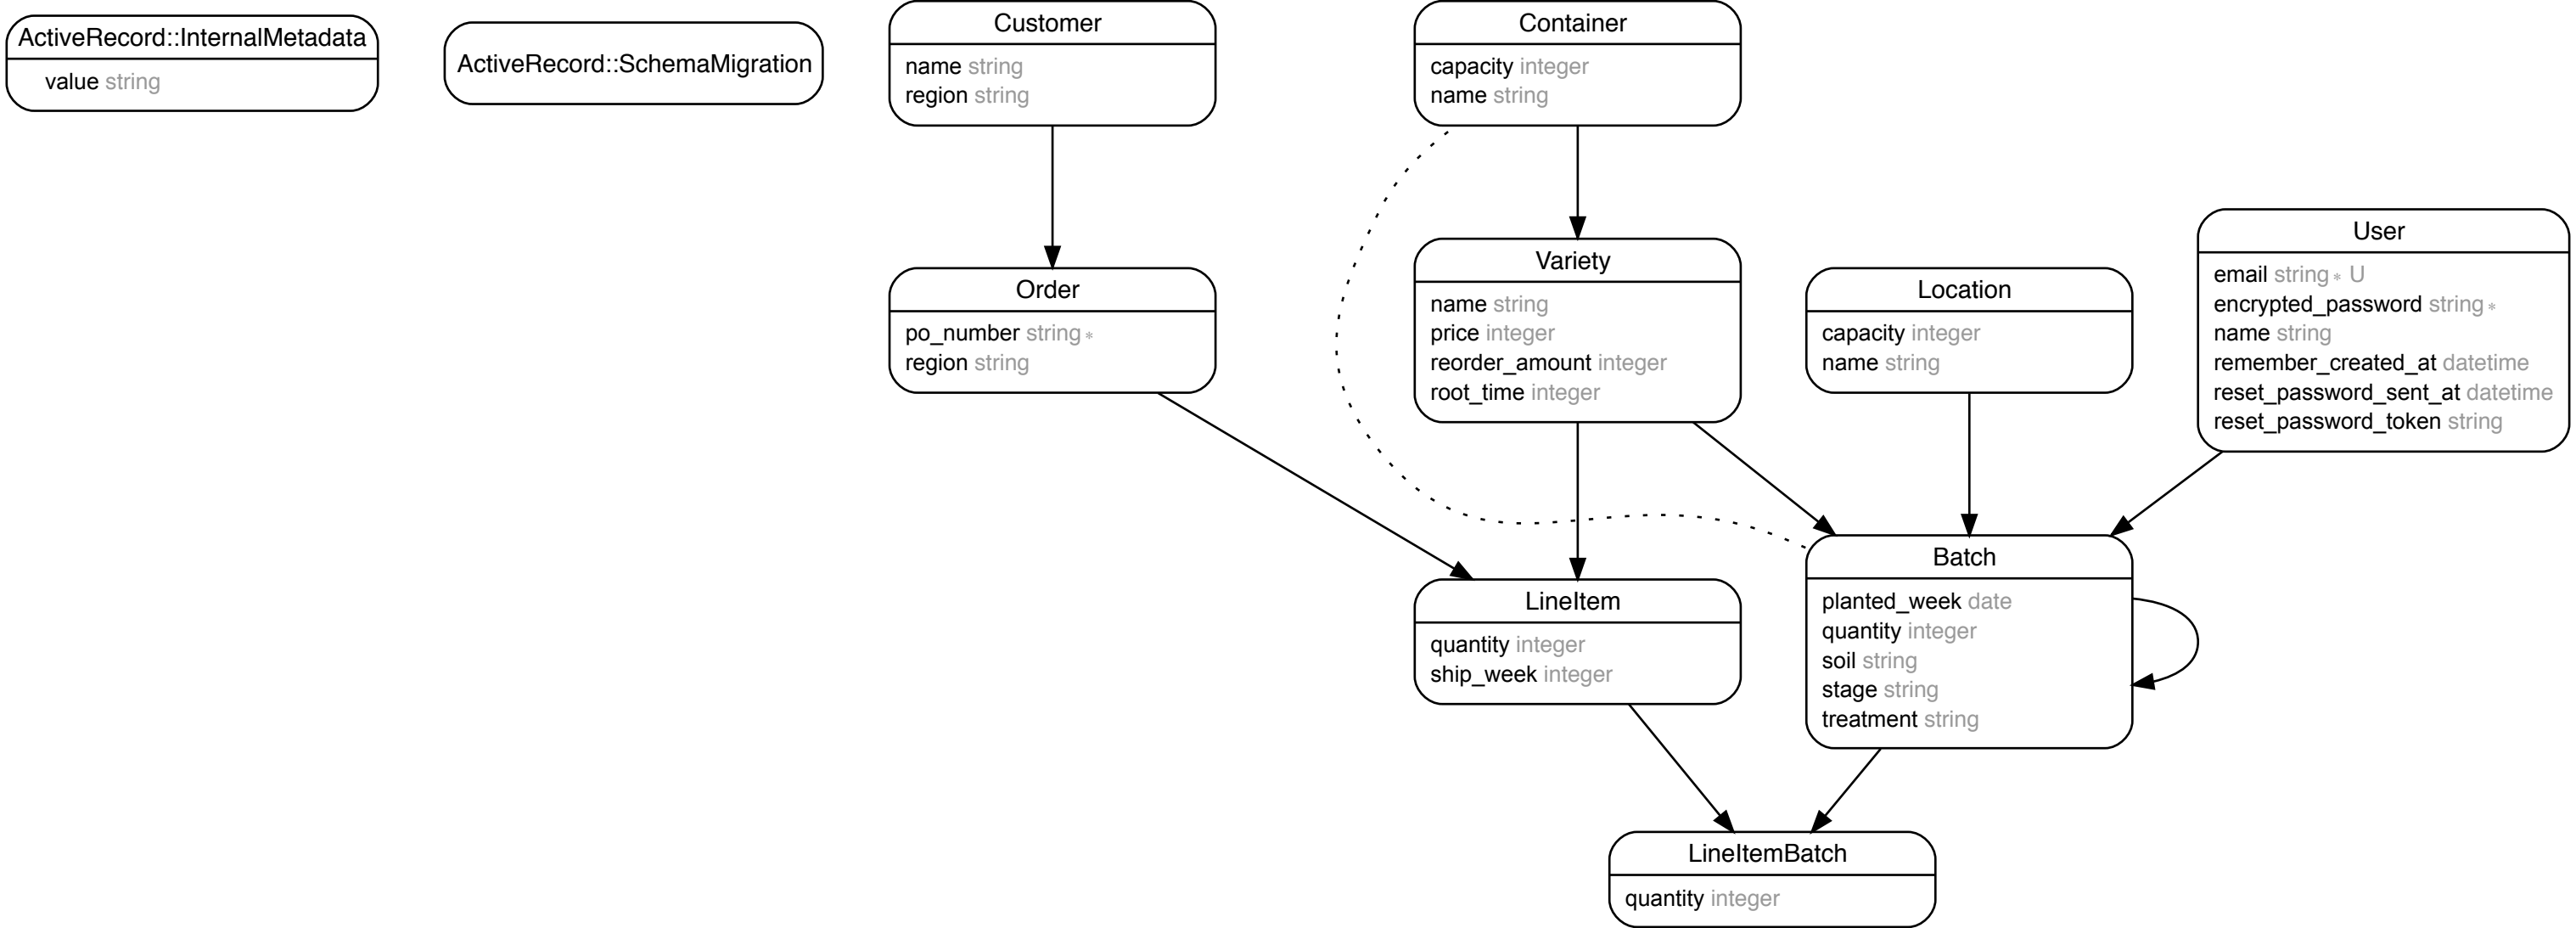 ActiveRecord::InternalMetadata
value string
ActiveRecord::SchemaMigration
Customer
name string
region string
Container
capacity integer
name string
Order
po_number string *
region string
Variety
name string
price integer
reorder_amount integer
root_time integer
Location
capacity integer
name string
User
email string * U
encrypted_password string *
name string
remember_created_at datetime
reset_password_sent_at datetime
reset_password_token string
LineItem
quantity integer
ship_week integer
Batch
planted_week date
quantity integer
soil string
stage string
treatment string
LineItemBatch
quantity integer